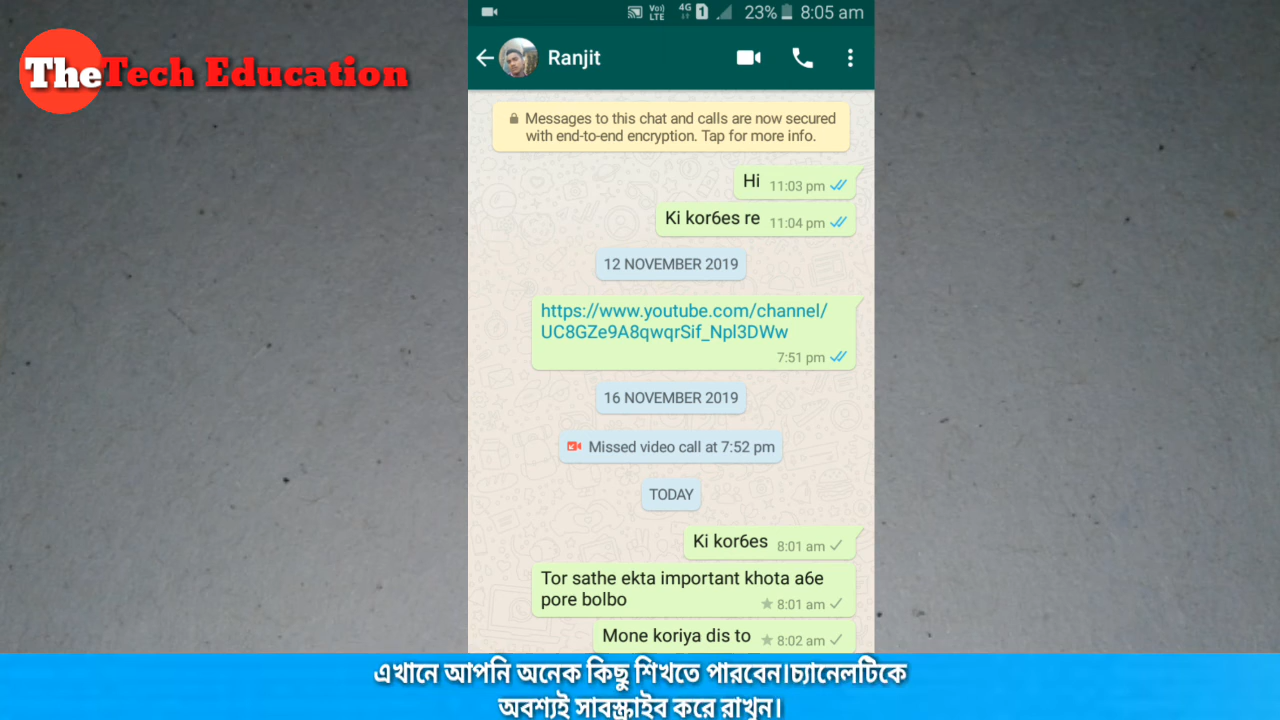 TheTech Education
Vo)) LTE 4G 1 23% 8:05 am
Ranjit
Messages to this chat and calls are now secured
with end-to-end encryption. Tap for more info.
Hi 11:03 pm
Ki kor6es re 11:04 pm
12 NOVEMBER 2019
https://www.youtube.com/channel/
UC8GZe9A8qwqrSif_Npl3DWw
7:51 pm
16 NOVEMBER 2019
Missed video call at 7:52 pm
TODAY
Ki kor6es 8:01 am
Tor sathe ekta important khota a6e
pore bolbo 8:01 am
Mone koriya dis to 8:02 am
এখানে আপনি অনেক কিছু শিখতে পারবেন।চ্যানেলটিকে
অবশ্যই সাবস্ক্রাইব করে রাখুন।